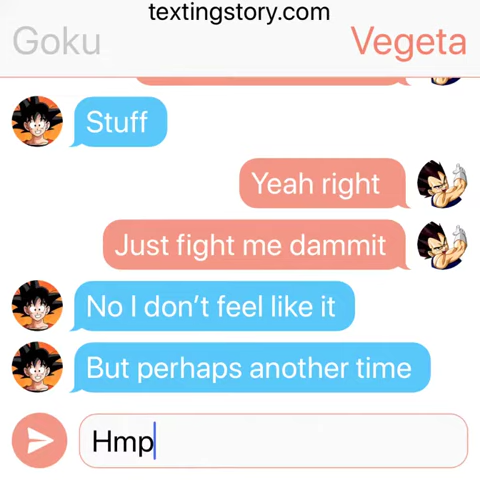 textingstory.com
Goku
Vegeta
Stuff
Yeah right
Just fight me dammit
No I don’t feel like it
But perhaps another time
Hmp